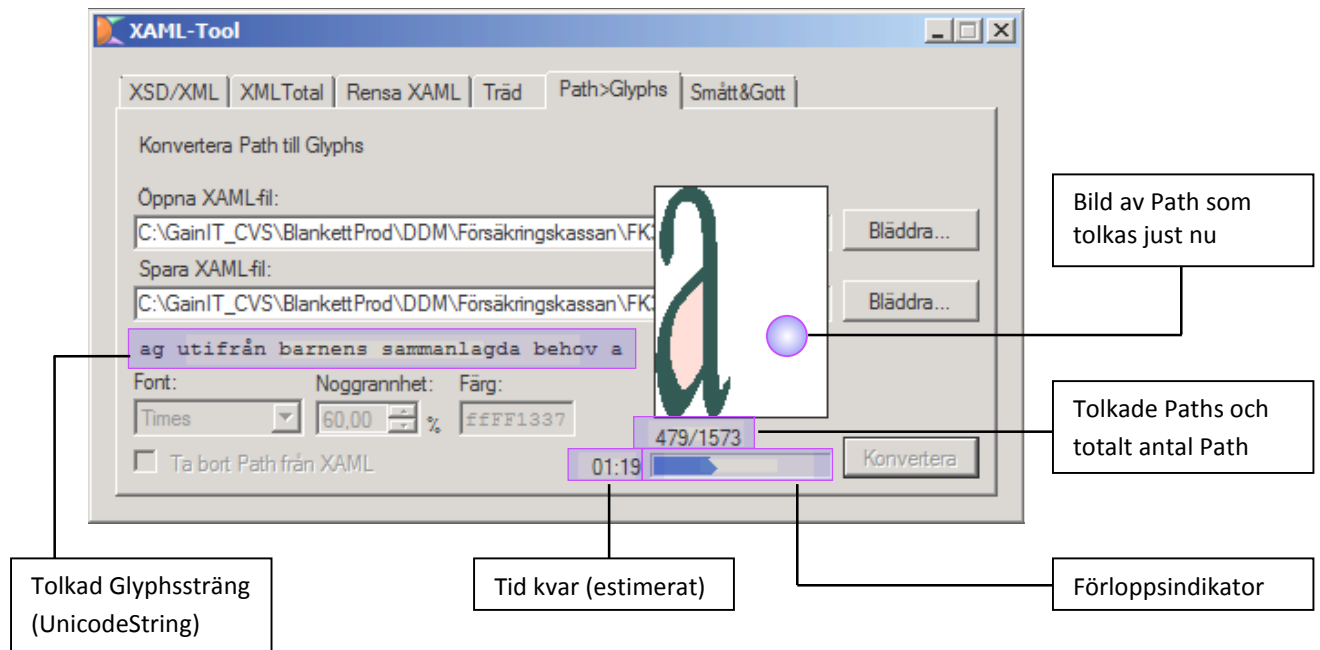 XAML-Tool
XSD/XML XMLTotal Rensa XAML Träd Path>Glyphs Smått&Gott
Konvertera Path till Glyphs
Öppna XAML-fil:
C:\GainIT_CVS\BlankettProd\DDM\Försäkringskassan\FK3 Bläddra...
Spara XAML-fil:
C:\GainIT_CVS\BlankettProd\DDM\Försäkringskassan\FK3 Bläddra...
ag utifrån barnens sammanlagda behov a
Font: Noggrannhet: Färg:
Times 60,00 % ffFF1337
479/1573
Ta bort Path från XAML 01:19 Konvertera
Bild av Path som
tolkas just nu
Tolkade Paths och
totalt antal Path
Tolkad Glyphssträng
(UnicodeString)
Tid kvar (estimerat)
Förloppsindikator